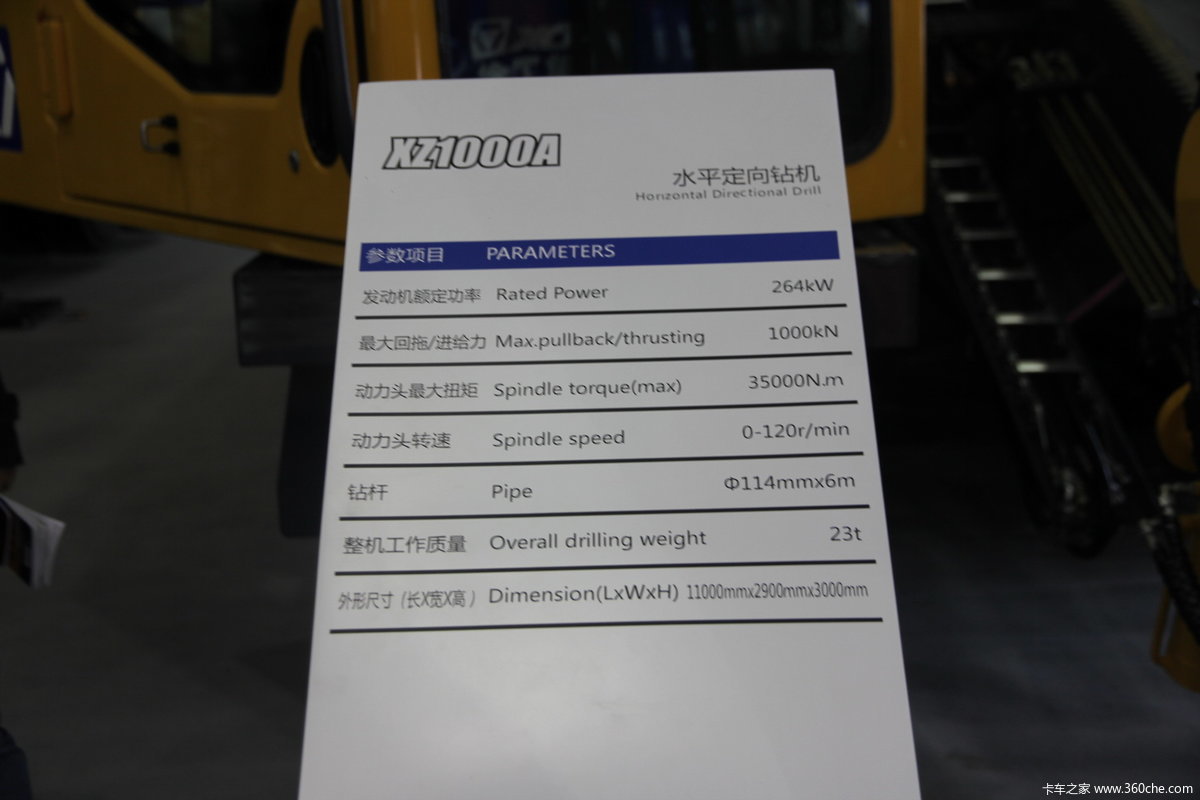 XZ1000A
水平定向钻机
Horizontal Directional Drill
参数项目 PARAMETERS
发动机额定功率 Rated Power 264kW
最大回拖/进给力 Max.pullback/thrusting 1000kN
动力头最大扭矩 Spindle torque(max) 35000N.m
动力头转速 Spindle speed 0-120r/min
钻杆 Pipe Φ114mmx6m
整机工作质量 Overall drilling weight 23t
外形尺寸（长X宽X高） Dimension(LxWxH) 11000mmx2900mmx3000mm
卡车之家 www.360che.com